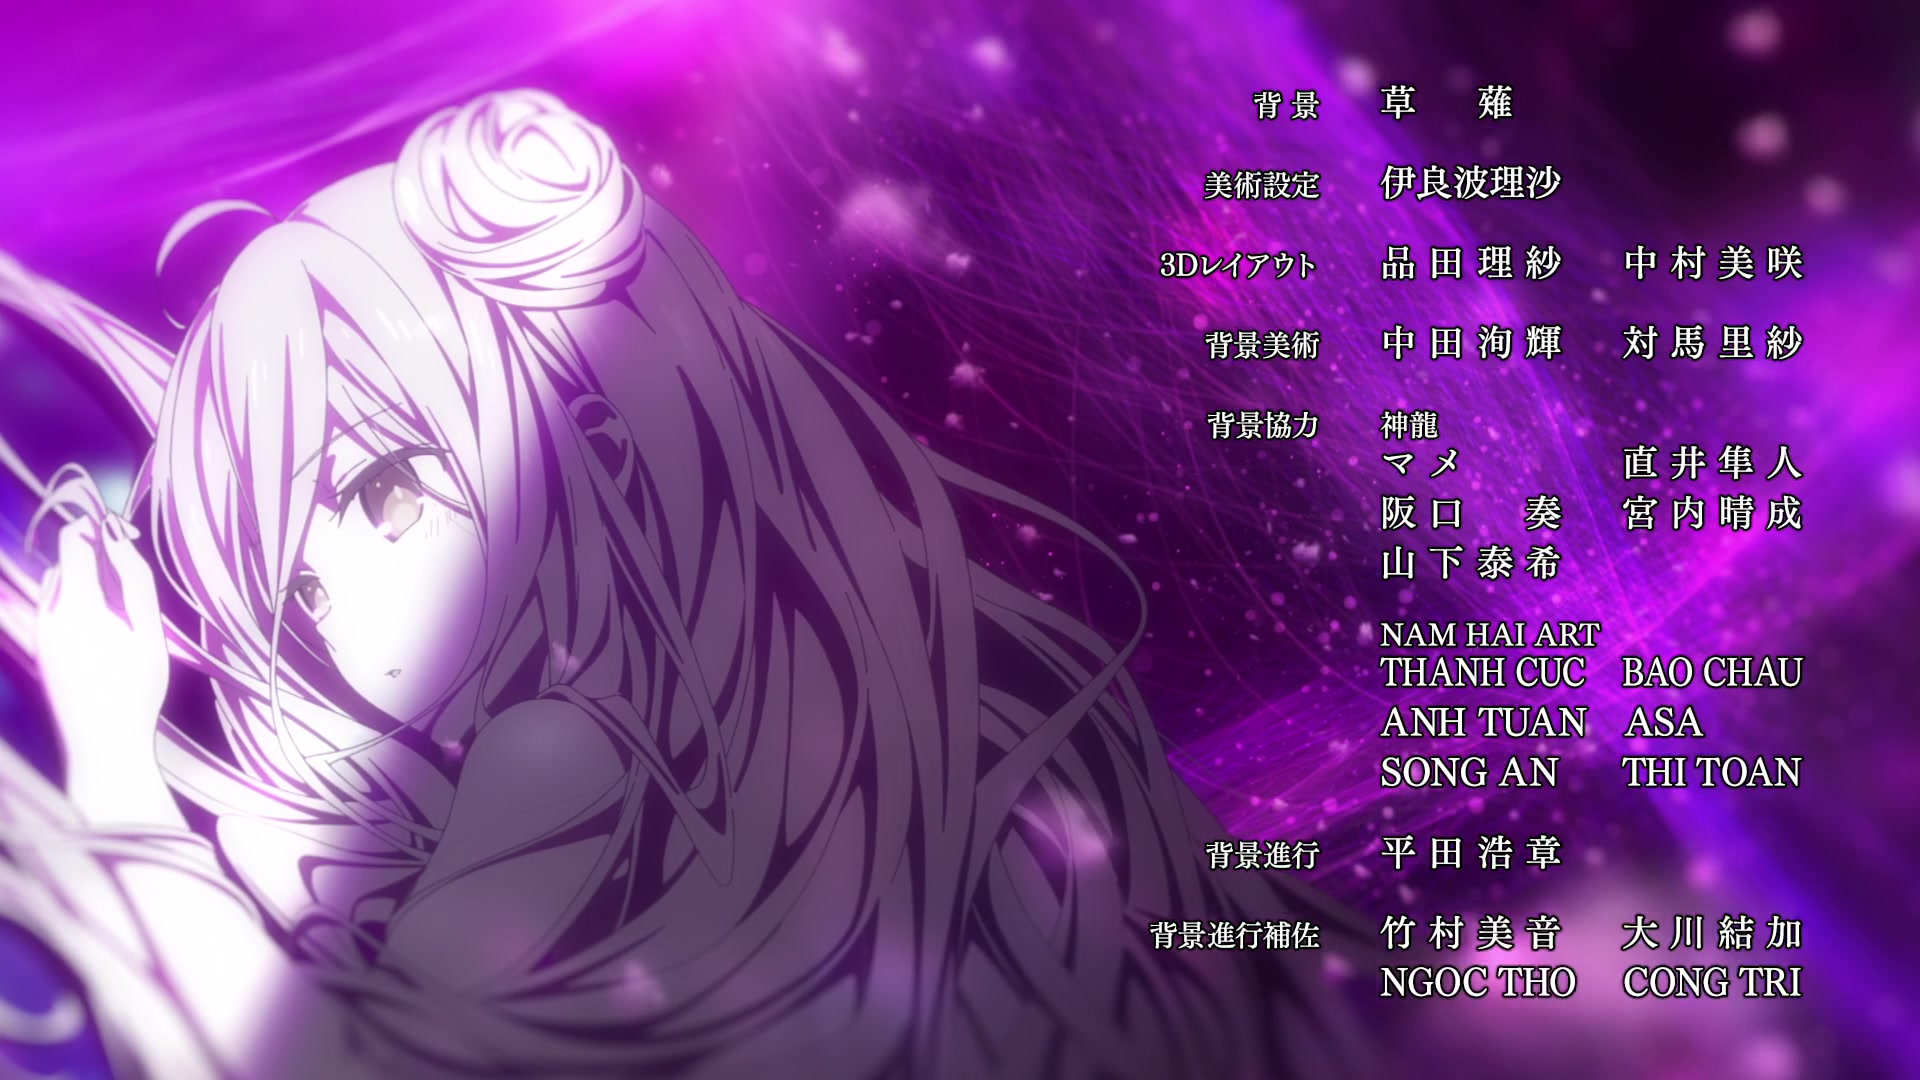 背景 草薙
美術設定 伊良波理沙
3Dレイアウト 品田理紗 中村美咲
背景美術 中田洵輝 対馬里紗
背景協力 神龍
マメ 直井隼人
阪口奏 宮内晴成
山下泰希
NAM HAI ART
THANH CUC BAO CHAU
ANH TUAN ASA
SONG AN THI TOAN
背景進行 平田浩章
背景進行補佐 竹村美音 大川結加
NGOC THO CONG TRI